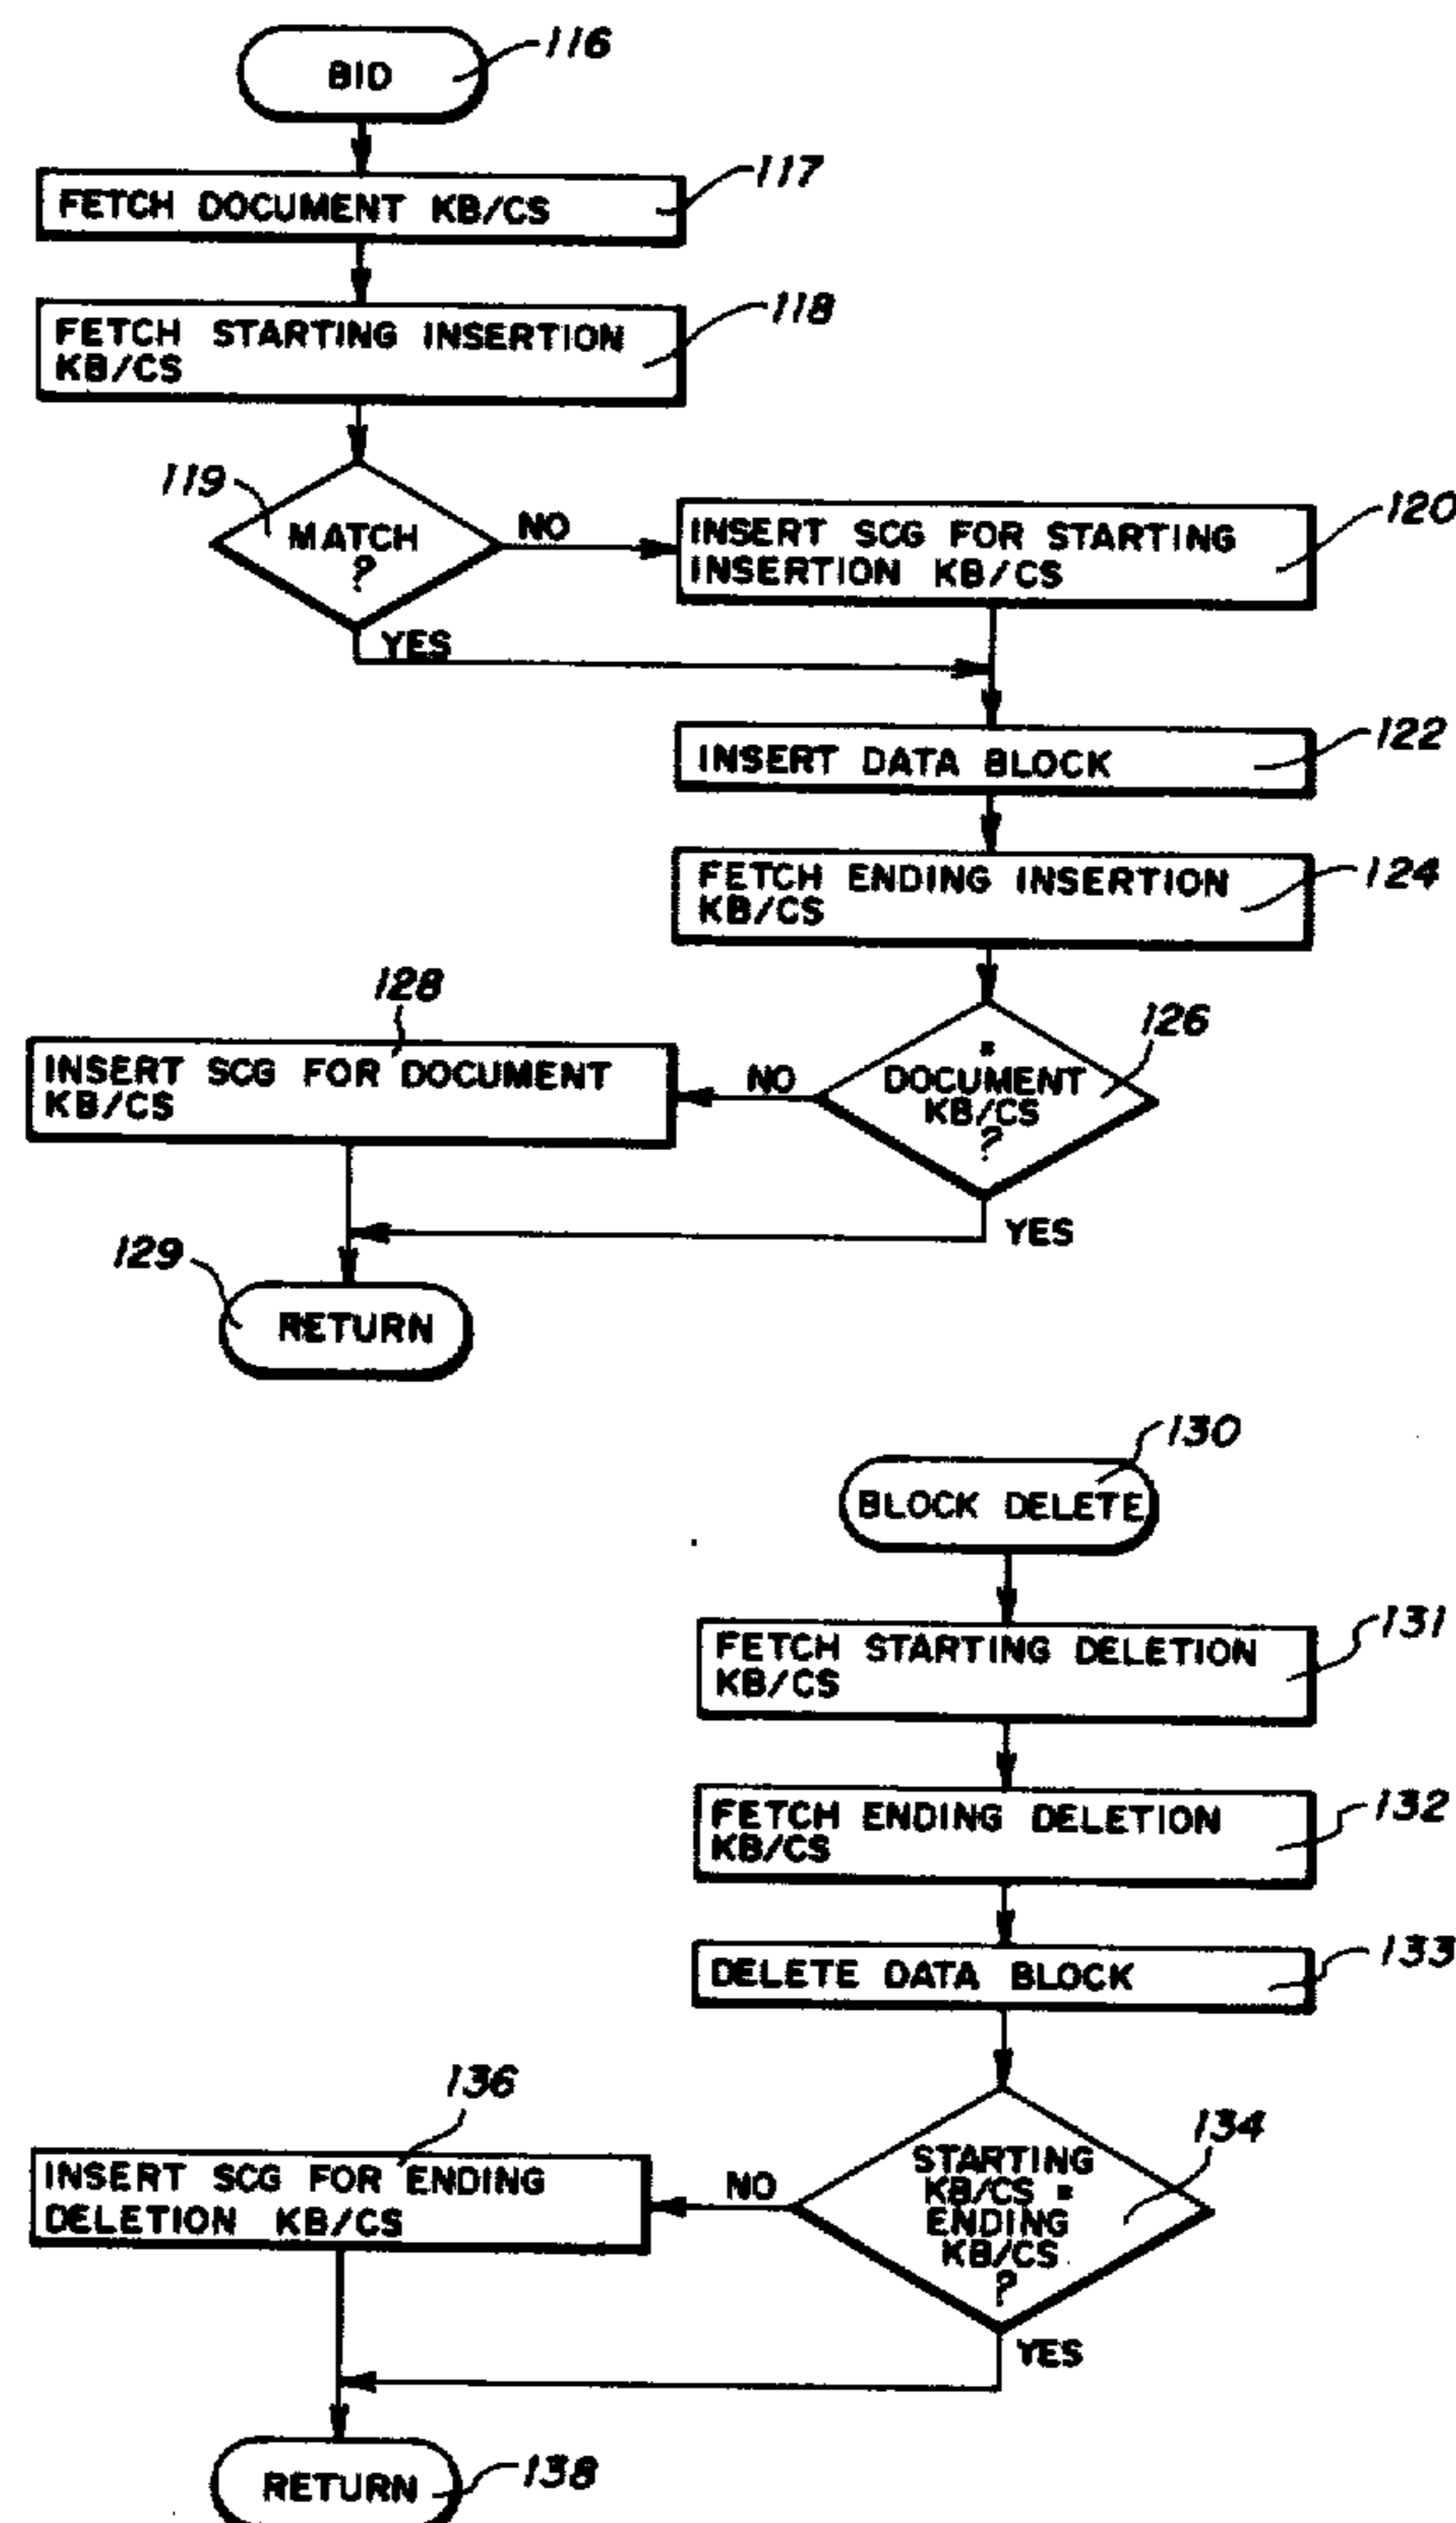 116
BID
117
FETCH DOCUMENT KB/CS
118
FETCH STARTING INSERTION
KB/CS
119
MATCH
?
NO
YES
120
INSERT SCG FOR STARTING
INSERTION KB/CS
122
INSERT DATA BLOCK
124
FETCH ENDING INSERTION
KB/CS
126
=
DOCUMENT
KB/CS
?
NO
YES
128
INSERT SCG FOR DOCUMENT
KB/CS
129
RETURN
130
BLOCK DELETE
131
FETCH STARTING DELETION
KB/CS
132
FETCH ENDING DELETION
KB/CS
133
DELETE DATA BLOCK
134
STARTING
KB/CS =
ENDING
KB/CS
?
NO
YES
136
INSERT SCG FOR ENDING
DELETION KB/CS
RETURN
138